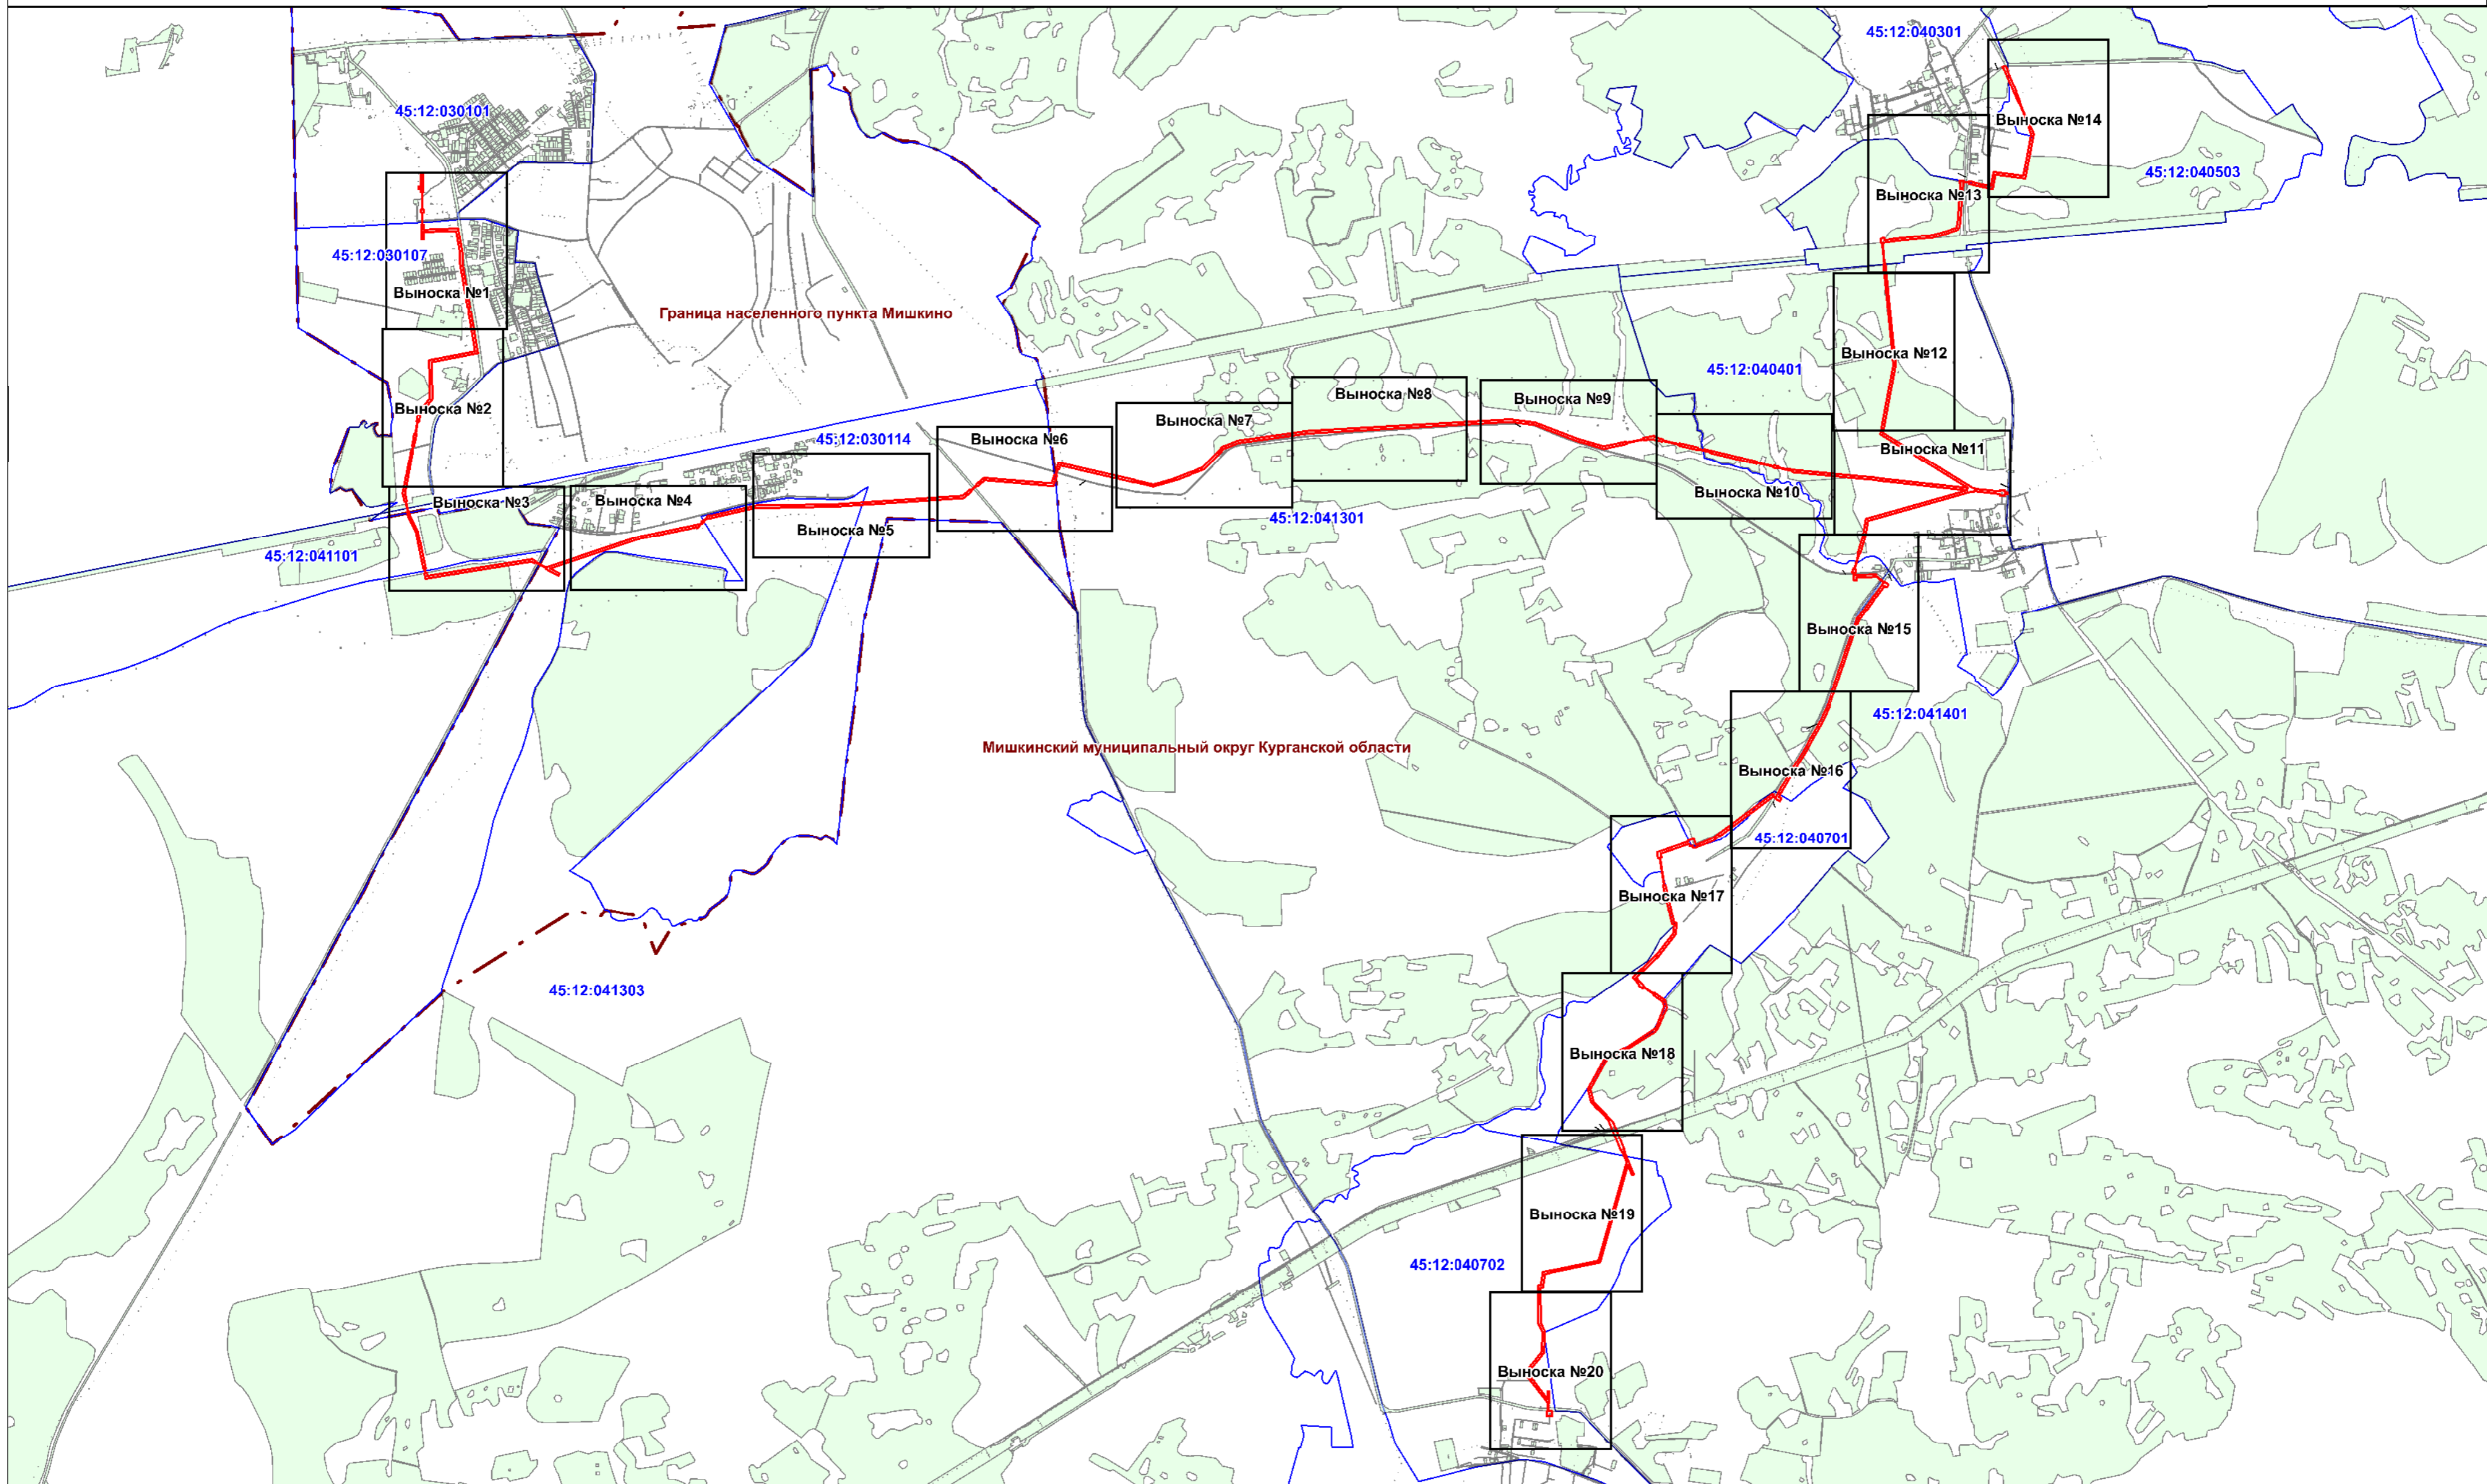 45:12:040301
45:12:030101
Выноска №14
45:12:040503
Выноска №13
45:12:030107
Выноска №1
Граница населенного пункта Мишкино
Выноска №12
45:12:040401
Выноска №8
Выноска №9
Выноска №2
Выноска №7
45:12:030114
Выноска №6
Выноска №11
Выноска №10
Выноска №3
Выноска №4
45:12:041301
Выноска №5
45:12:041101
Выноска №15
45:12:041401
Мишкинский муниципальный округ Курганской области
Выноска №16
45:12:040701
Выноска №17
45:12:041303
Выноска №18
Выноска №19
45:12:040702
Выноска №20